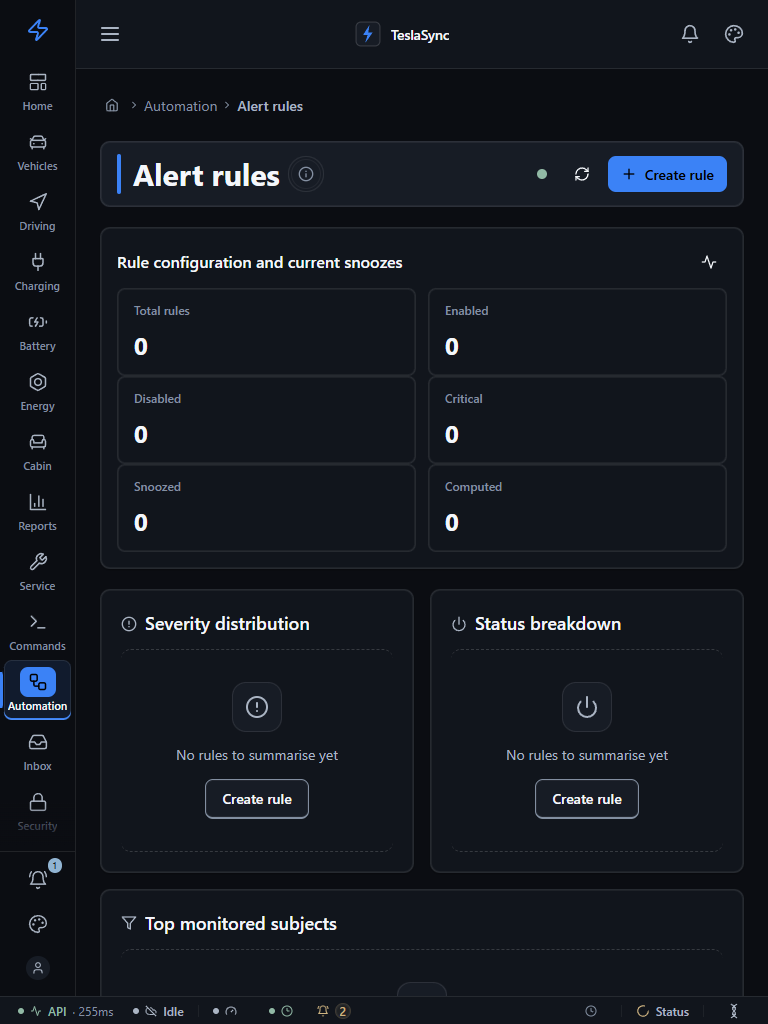 TeslaSync
Home
Vehicles
Driving
Charging
Battery
Energy
Cabin
Reports
Service
Commands
Automation
Inbox
Security
1
Automation
Alert rules
Alert rules
Create rule
Rule configuration and current snoozes
Total rules
0
Enabled
0
Disabled
0
Critical
0
Snoozed
0
Computed
0
Severity distribution
No rules to summarise yet
Create rule
Status breakdown
No rules to summarise yet
Create rule
Top monitored subjects
API · 255ms
Idle
2
Status